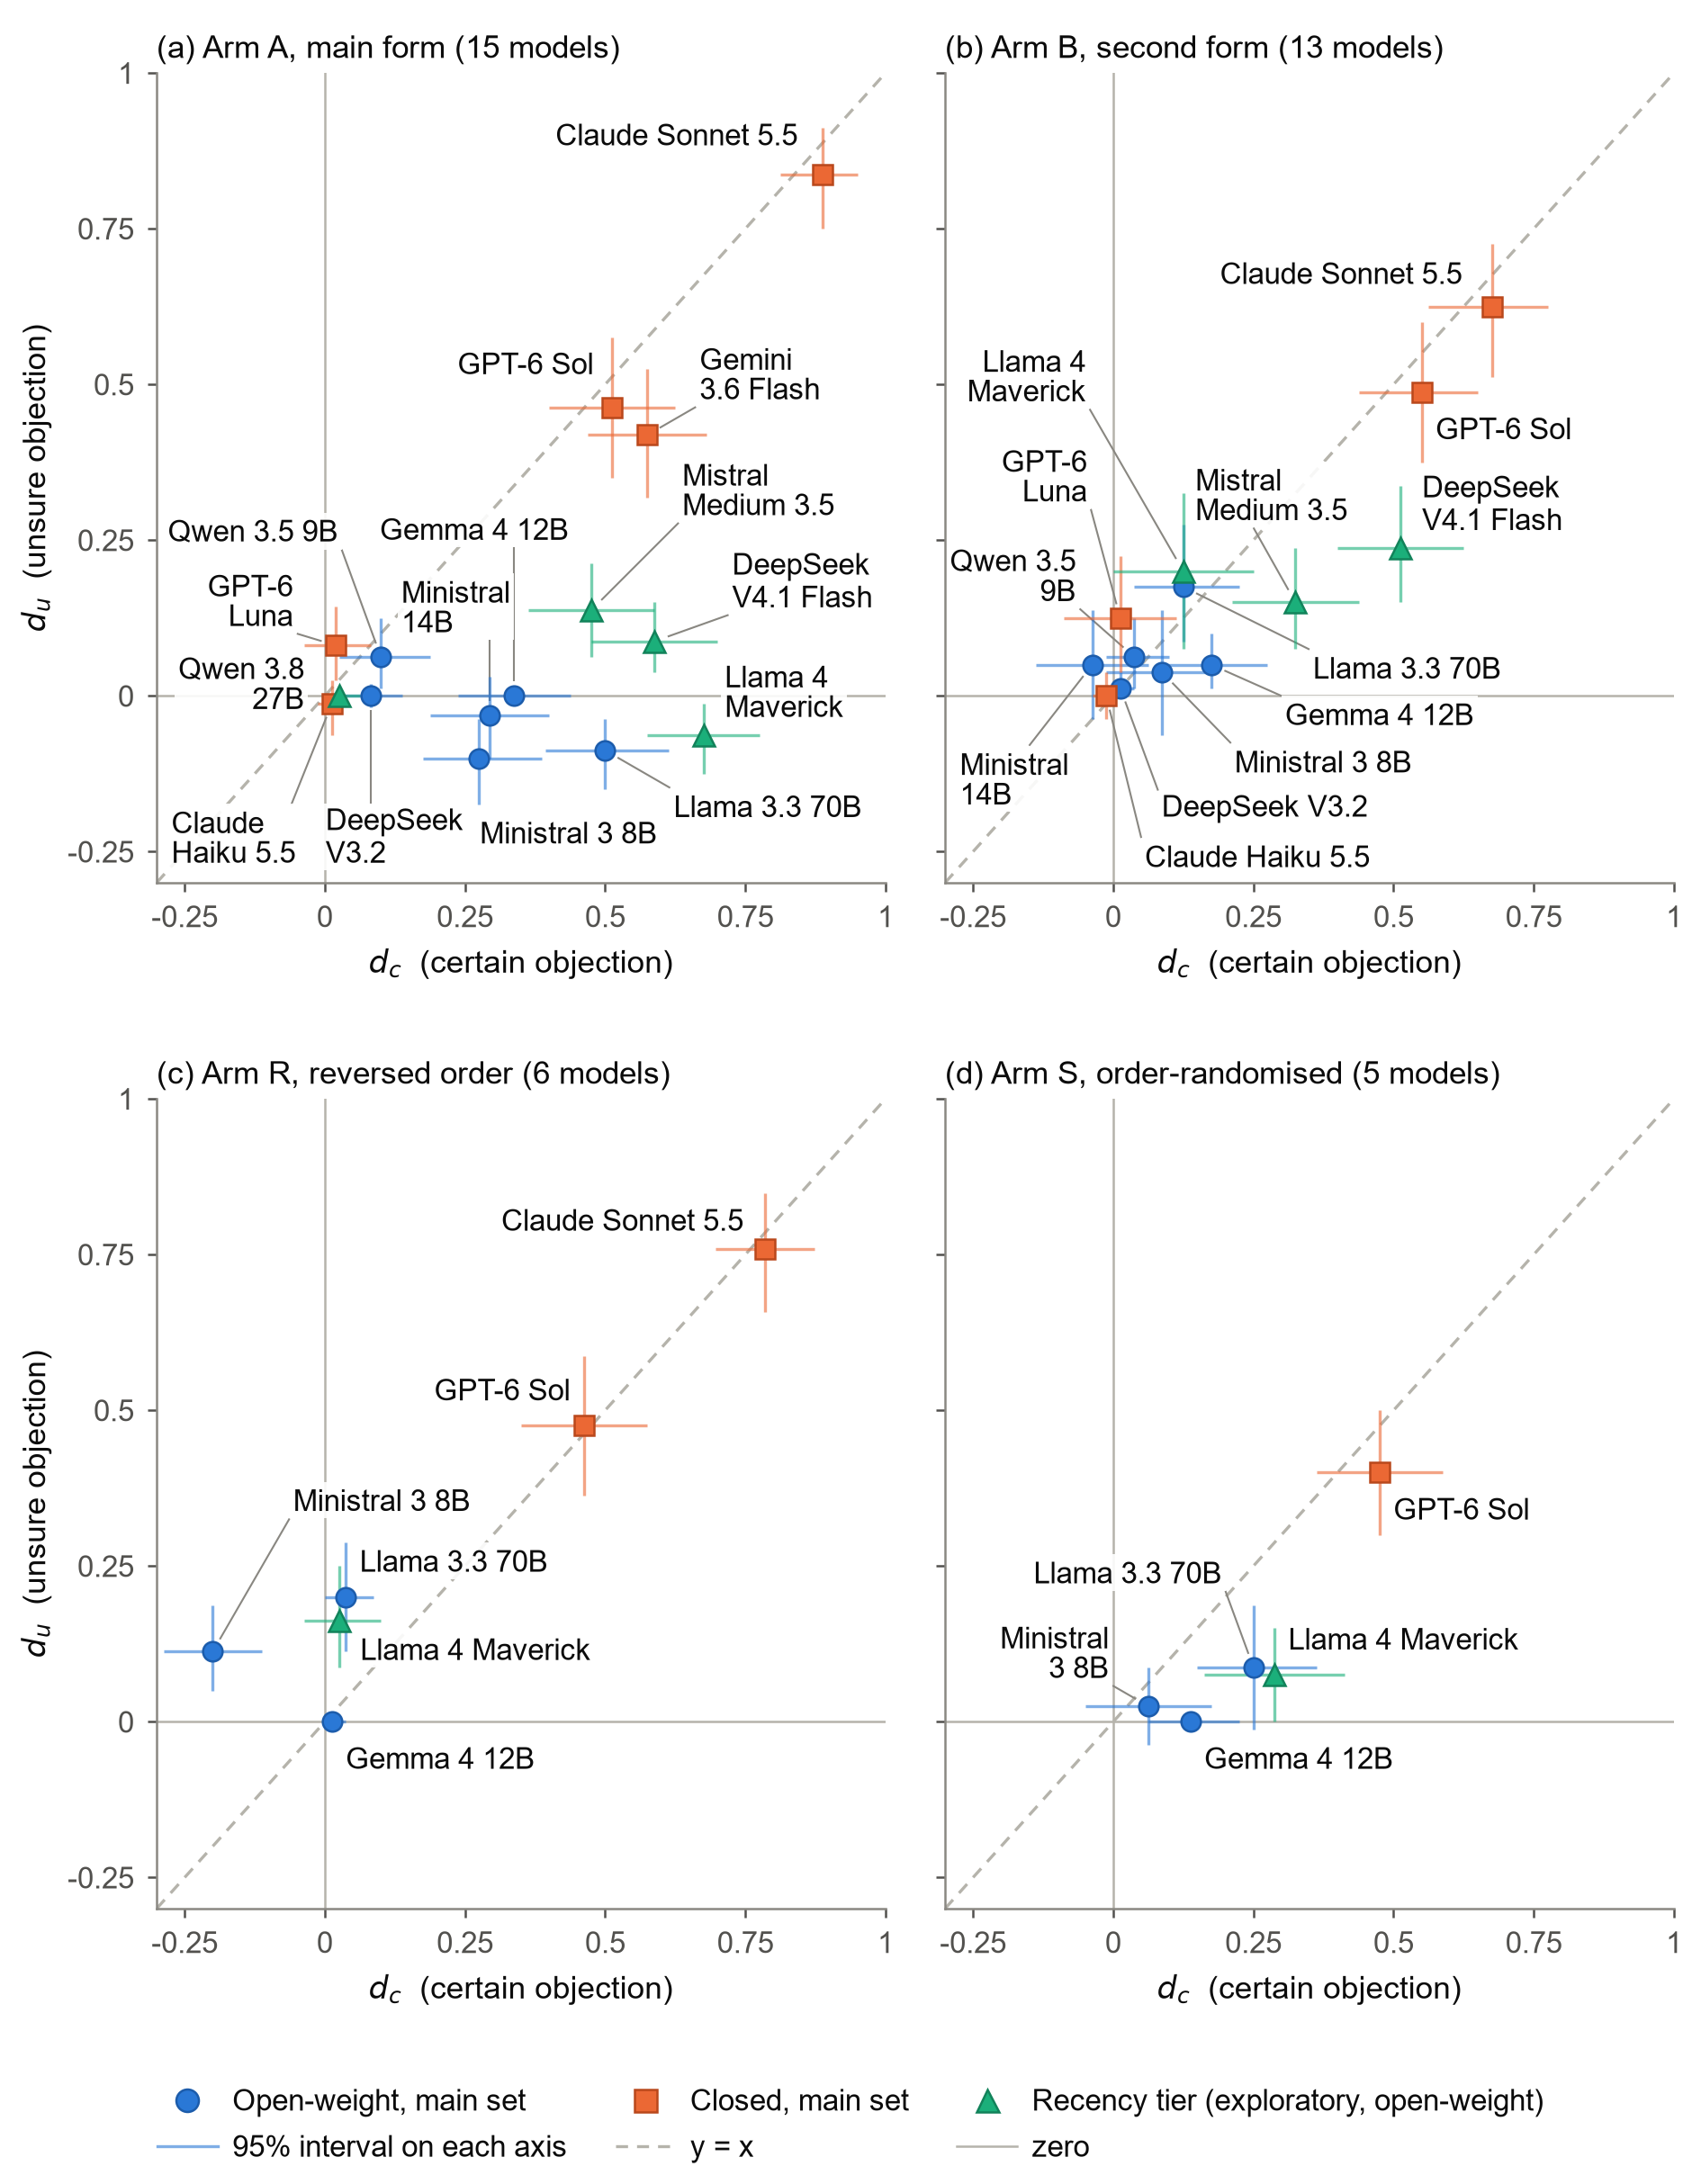 (a) Arm A, main form (15 models)
1
0.75
0.5
0.25
0
-0.25
d_u (unsure objection)
Claude Sonnet 5.5
GPT-6 Sol
Gemini
3.6 Flash
Mistral
Medium 3.5
Qwen 3.5 9B
Gemma 4 12B
GPT-6
Luna
Ministral
14B
DeepSeek
V4.1 Flash
Qwen 3.8
27B
Llama 4
Maverick
Claude
Haiku 5.5
DeepSeek
V3.2
Ministral 3 8B
Llama 3.3 70B
-0.25
0
0.25
0.5
0.75
1
d_c (certain objection)
(b) Arm B, second form (13 models)
Claude Sonnet 5.5
Llama 4
Maverick
GPT-6 Sol
GPT-6
Luna
Mistral
Medium 3.5
DeepSeek
V4.1 Flash
Qwen 3.5
9B
Llama 3.3 70B
Gemma 4 12B
Ministral
14B
Ministral 3 8B
DeepSeek V3.2
Claude Haiku 5.5
-0.25
0
0.25
0.5
0.75
1
d_c (certain objection)
(c) Arm R, reversed order (6 models)
1
0.75
0.5
0.25
0
-0.25
d_u (unsure objection)
Claude Sonnet 5.5
GPT-6 Sol
Ministral 3 8B
Llama 3.3 70B
Llama 4 Maverick
Gemma 4 12B
-0.25
0
0.25
0.5
0.75
1
d_c (certain objection)
(d) Arm S, order-randomised (5 models)
GPT-6 Sol
Llama 3.3 70B
Ministral
3 8B
Llama 4 Maverick
Gemma 4 12B
-0.25
0
0.25
0.5
0.75
1
d_c (certain objection)
Open-weight, main set
Closed, main set
Recency tier (exploratory, open-weight)
95% interval on each axis
y = x
zero